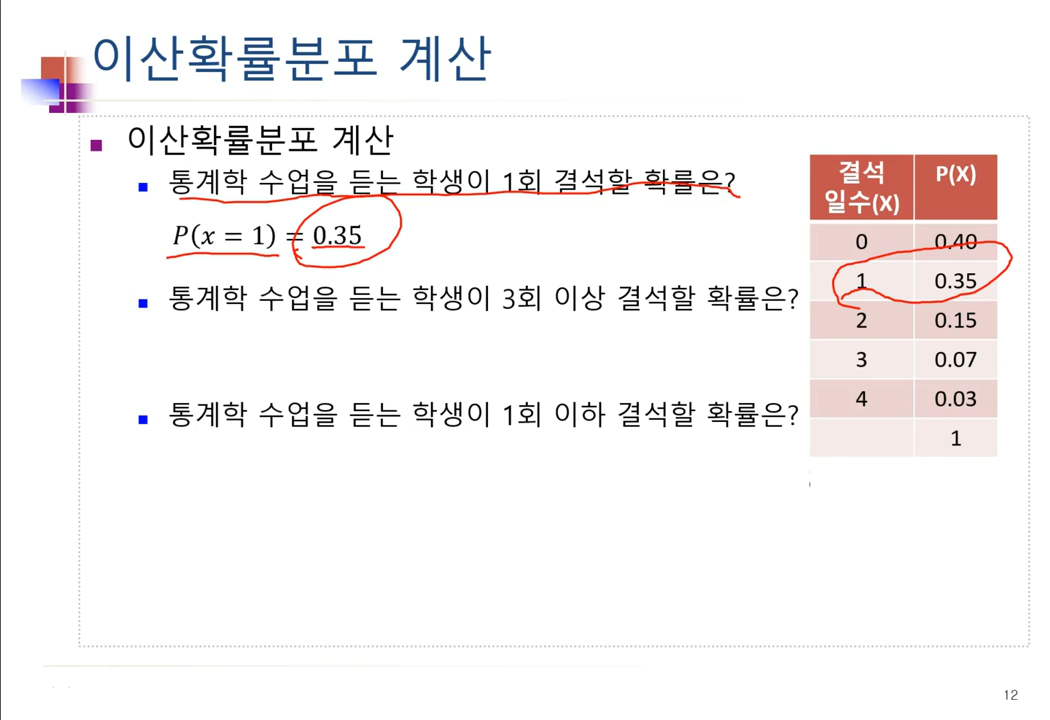 이산확률분포 계산
이산확률분포 계산
통계학 수업을 듣는 학생이 1회 결석할 확률은?
P(x = 1) = 0.35
통계학 수업을 듣는 학생이 3회 이상 결석할 확률은?
통계학 수업을 듣는 학생이 1회 이하 결석할 확률은?
결석 일수(X) P(X)
0 0.40
1 0.35
2 0.15
3 0.07
4 0.03
1
12